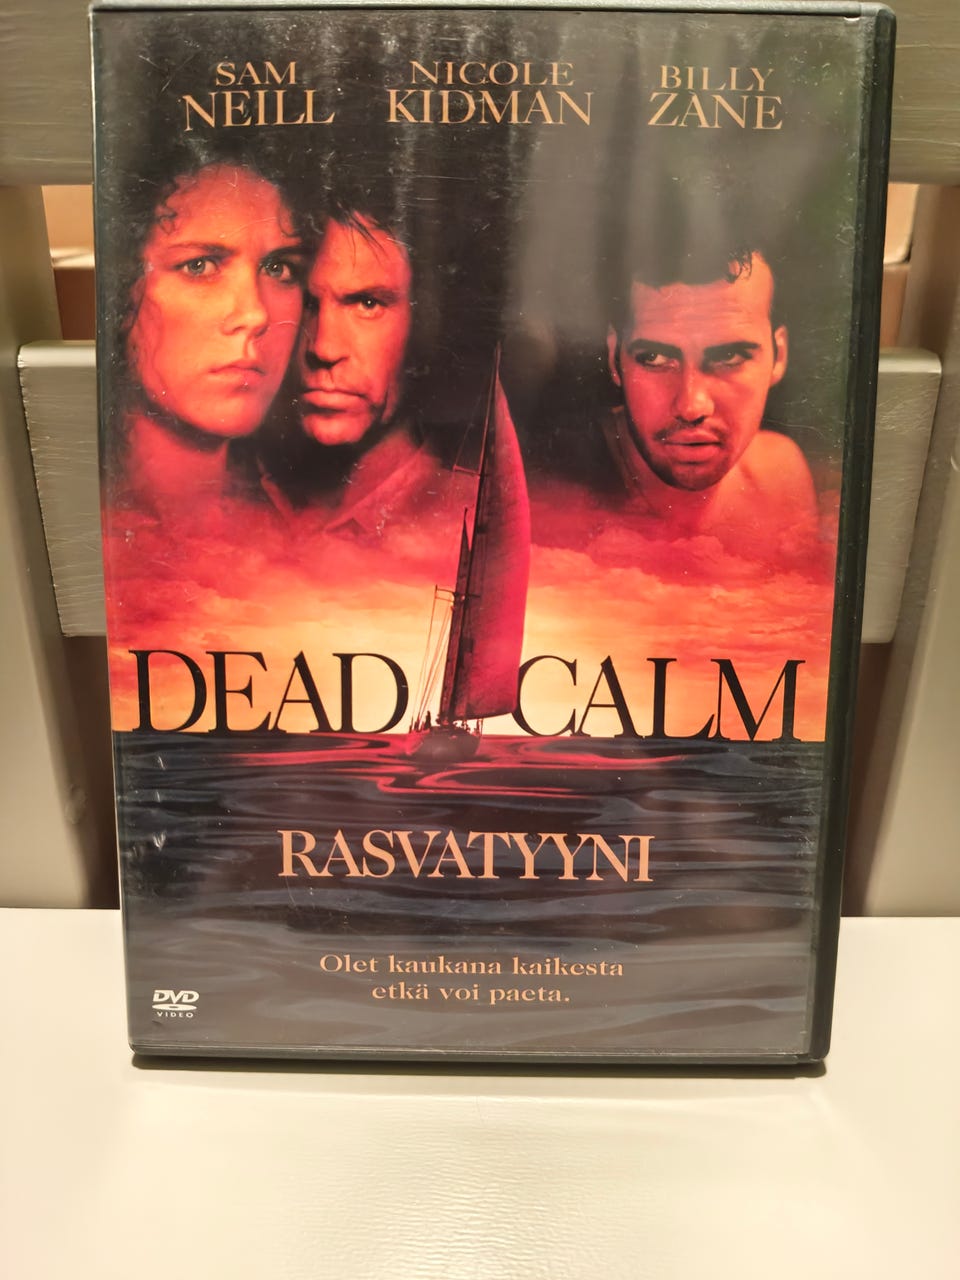 SAM NEILL
NICOLE KIDMAN
BILLY ZANE
DEAD CALM
RASVATYYNI
Olet kaukana kaikesta
etkä voi paeta.
DVD
VIDEO